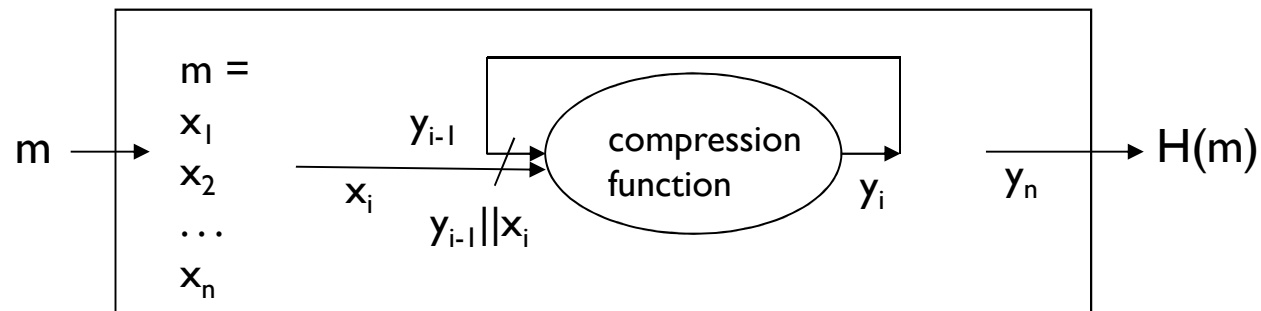 m
m =
x₁
x₂
...
xₙ
yᵢ₋₁
xᵢ
yᵢ₋₁||xᵢ
compression
function
yᵢ
yₙ
H(m)